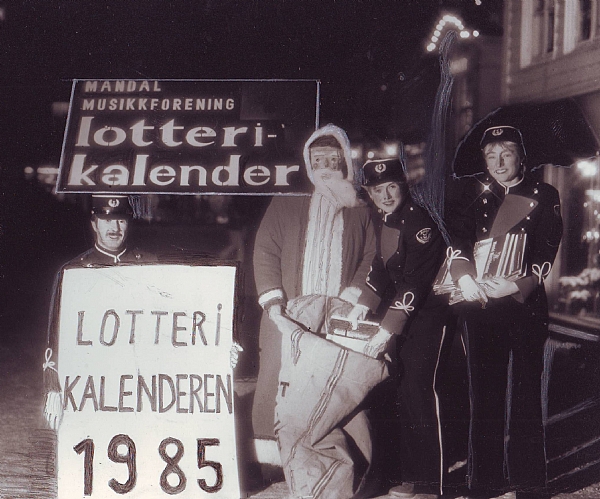 MANDAL
MUSIKKFORENING
lotteri-
kalender
LOTTERi
KALENDEREN
1985